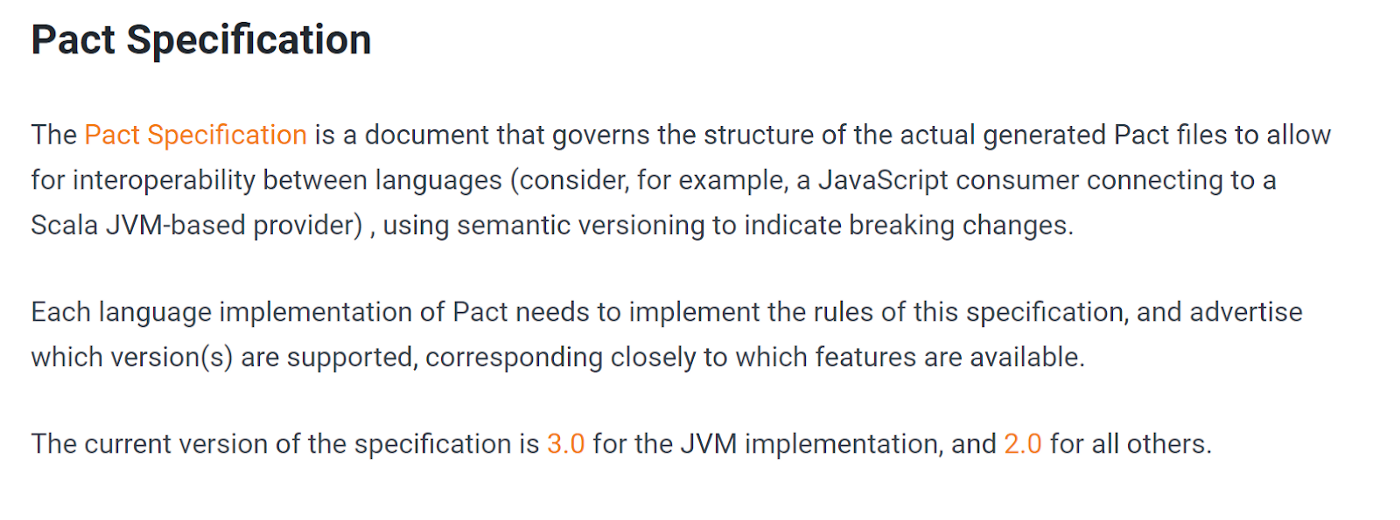 Pact Specification
The Pact Specification is a document that governs the structure of the actual generated Pact files to allow
for interoperability between languages (consider, for example, a JavaScript consumer connecting to a
Scala JVM-based provider) , using semantic versioning to indicate breaking changes.
Each language implementation of Pact needs to implement the rules of this specification, and advertise
which version(s) are supported, corresponding closely to which features are available.
The current version of the specification is 3.0 for the JVM implementation, and 2.0 for all others.